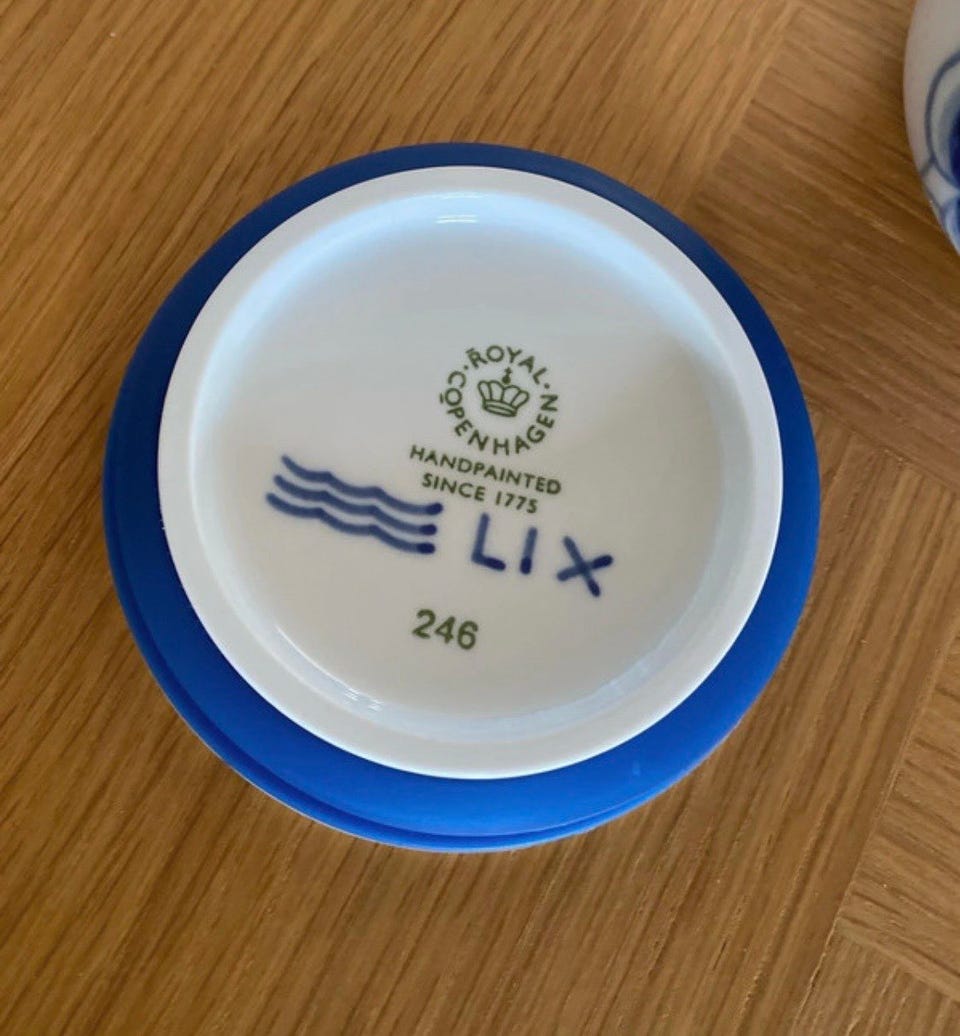 ROYAL · COPENHAGEN ·
HANDPAINTED
SINCE 1775
LIX
246